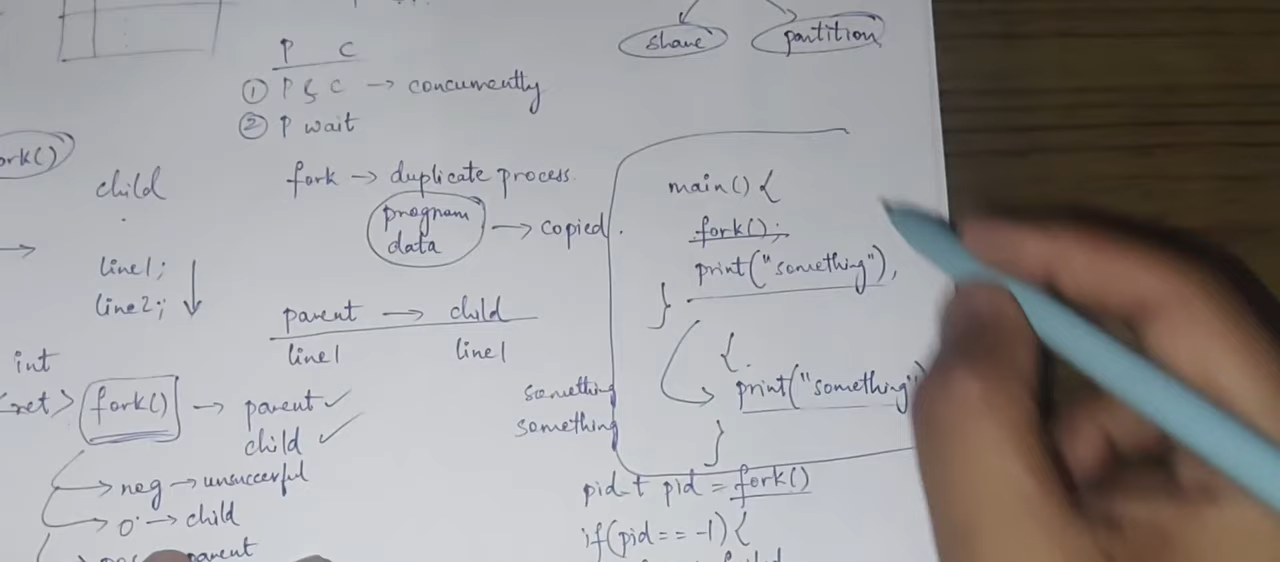 share partition
P C
① P & C → concurrently
② P wait
fork()
child
line1;
line2;
fork → duplicate process.
program
data → copied.
parent → child
line1 line1
int
<ret> fork() → parent ✓
child ✓
→ neg → unsuccerful
→ 0 → child
parent
main() {
fork();
print("something"),
}
{
print("something"
}
something
something
pid_t pid = fork()
if(pid == -1){